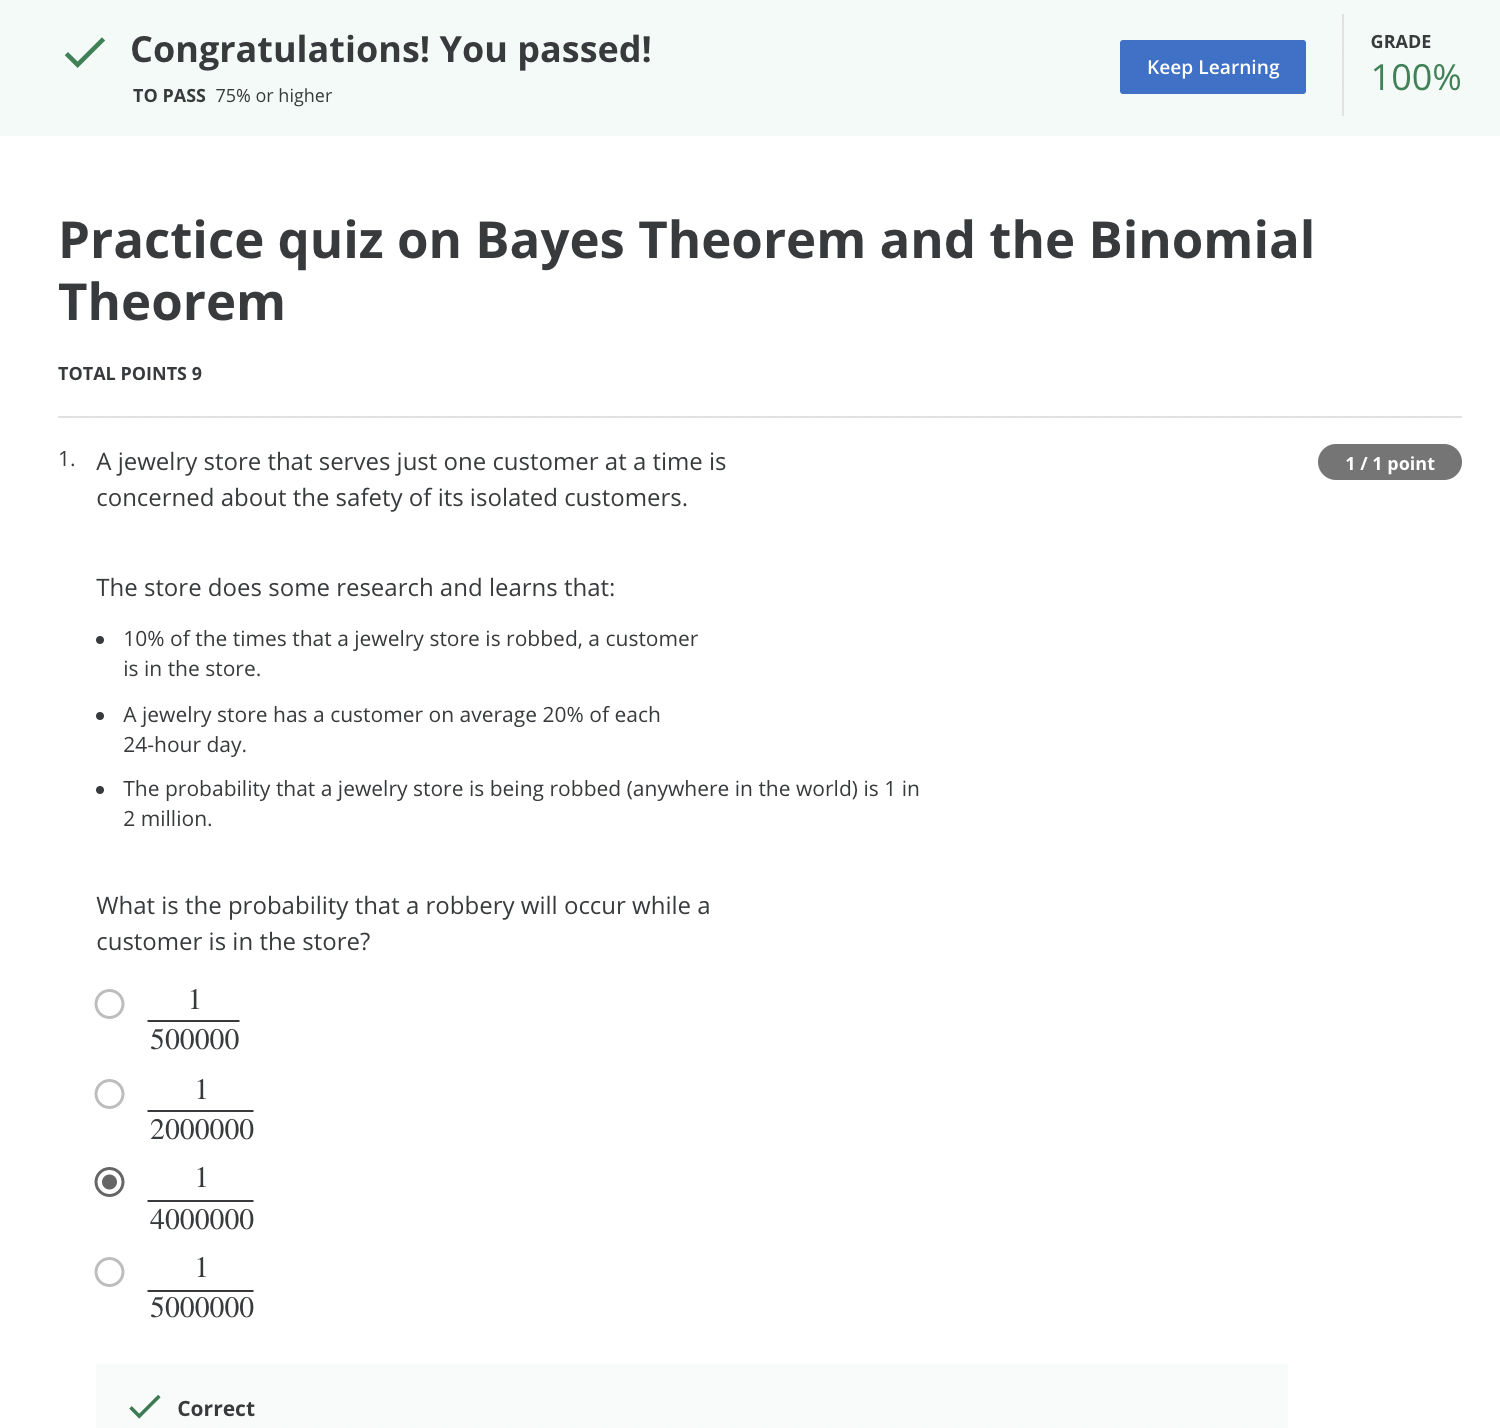 Congratulations! You passed!
TO PASS 75% or higher
Keep Learning
GRADE
100%
Practice quiz on Bayes Theorem and the Binomial
Theorem
TOTAL POINTS 9
1. A jewelry store that serves just one customer at a time is
concerned about the safety of its isolated customers.
1 / 1 point
The store does some research and learns that:
• 10% of the times that a jewelry store is robbed, a customer
is in the store.
• A jewelry store has a customer on average 20% of each
24-hour day.
• The probability that a jewelry store is being robbed (anywhere in the world) is 1 in
2 million.
What is the probability that a robbery will occur while a
customer is in the store?
1
500000
1
2000000
1
4000000
1
5000000
Correct